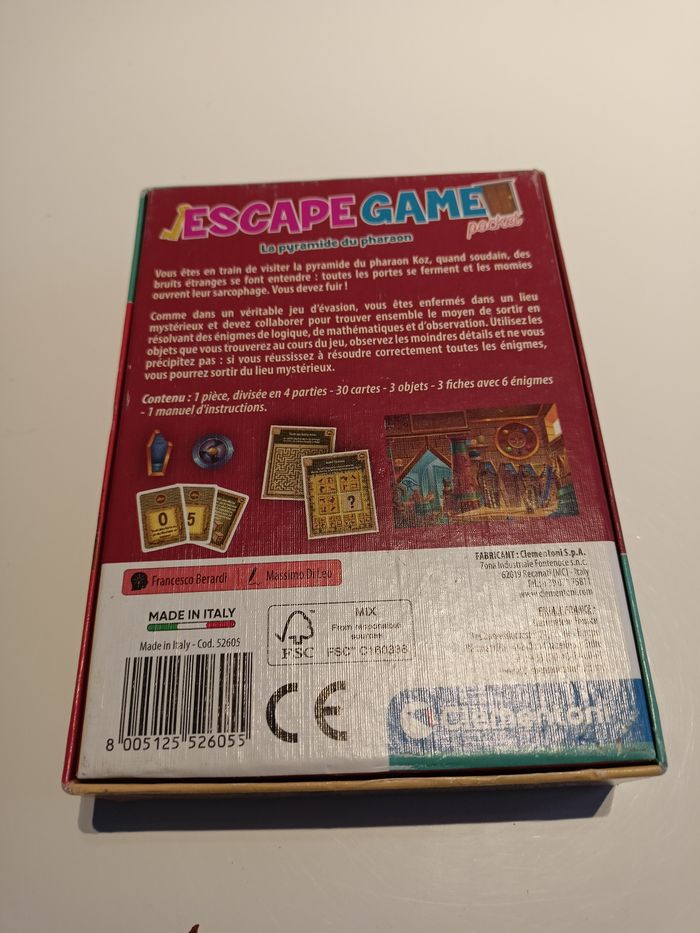 ESCAPE GAME
pocket
La pyramide du pharaon
Vous êtes en train de visiter la pyramide du pharaon Koz, quand soudain, des
bruits étranges se font entendre : toutes les portes se ferment et les momies
ouvrent leur sarcophage. Vous devez fuir !
Comme dans un véritable jeu d'évasion, vous êtes enfermés dans un lieu
mystérieux et devez collaborer pour trouver ensemble le moyen de sortir en
résolvant des énigmes de logique, de mathématiques et d'observation. Utilisez les
objets que vous trouverez au cours du jeu, observez les moindres détails et ne vous
précipitez pas : si vous réussissez à résoudre correctement toutes les énigmes,
vous pourrez sortir du lieu mystérieux.
Contenu : 1 pièce, divisée en 4 parties - 30 cartes - 3 objets - 3 fiches avec 6 énigmes
- 1 manuel d'instructions.
0
5
?
FABRICANT : Clementoni S.p.A.
Zona Industriale Fontenoce s.n.c.
62019 Recanati (MC) - Italy
www.clementoni.com
Francesco Berardi
Massimo Di Leo
MADE IN ITALY
Made in Italy - Cod. 52605
FSC
MIX
From responsible
sources
FSC™ C160338
FILIALE FRANCE :
CE
Clementoni
8 005125 526055